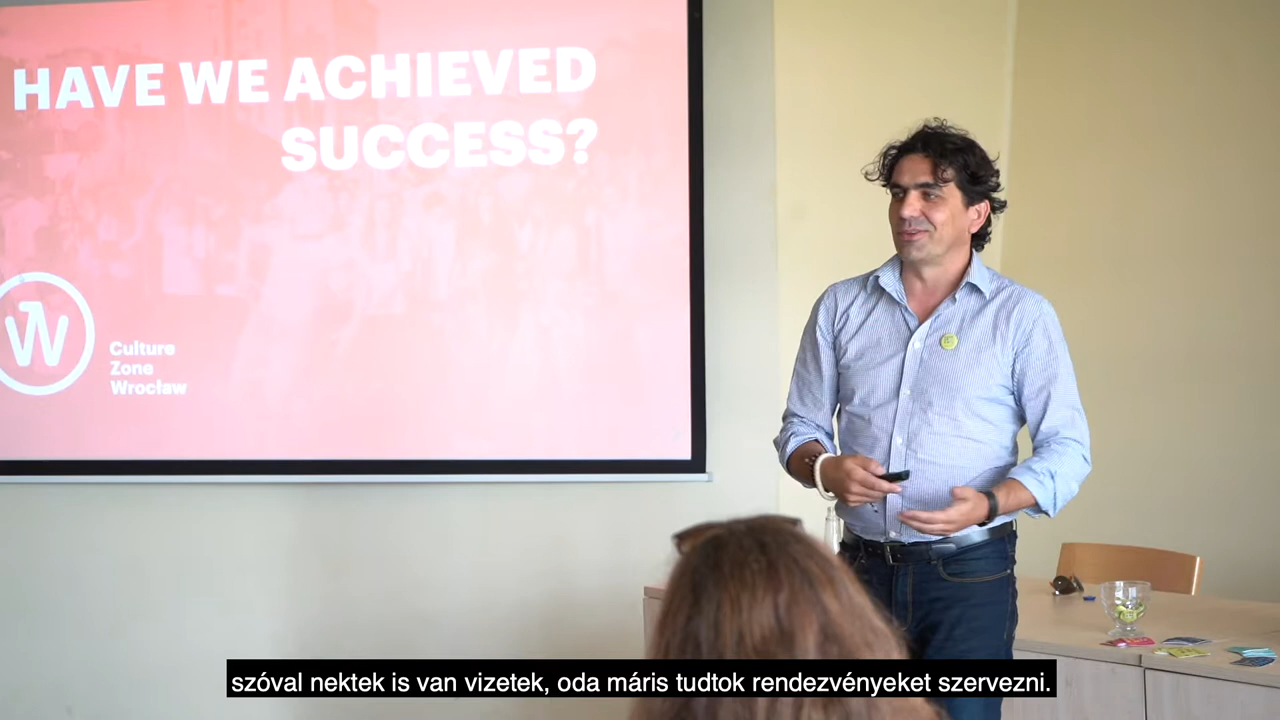 HAVE WE ACHIEVED
SUCCESS?
Culture
Zone
Wrocław
szóval nektek is van vizetek, oda máris tudtok rendezvényeket szervezni.